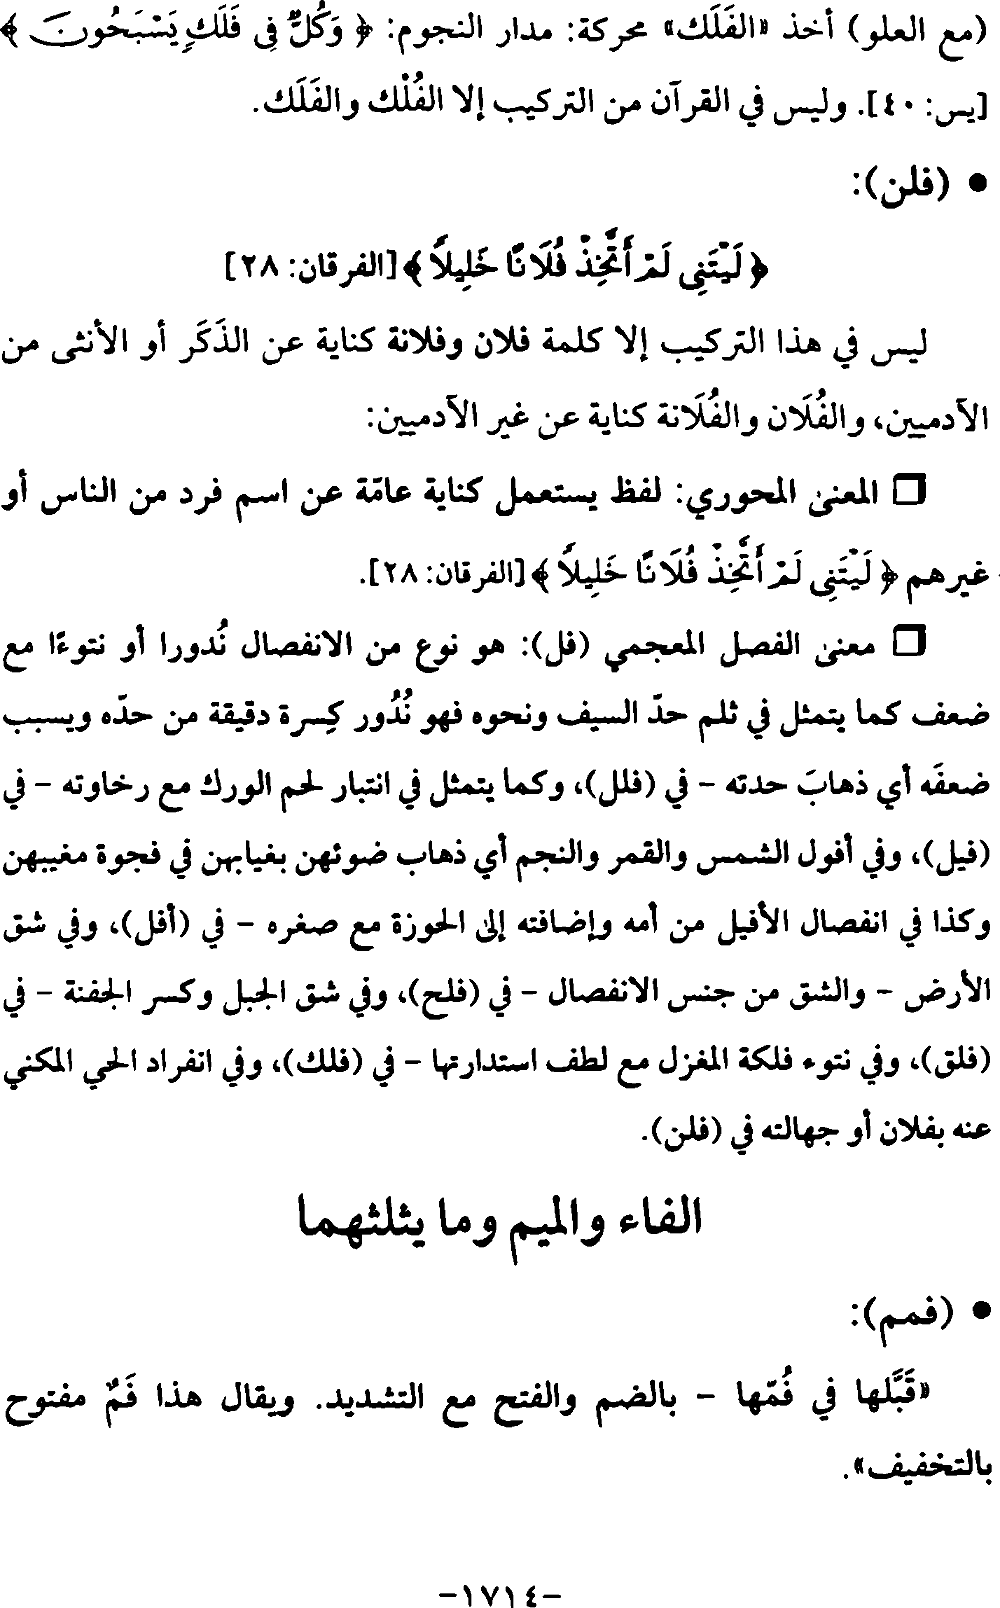 (مع العلو) أخذ «الفَلَك» محركة: مدار النجوم: ﴿ وَكُلٌّ فِى فَلَكٍ يَسْبَحُونَ ﴾
[يس: ٤٠]. وليس في القرآن من التركيب إلا الفُلْك والفَلَك.
• (فلن):
﴿ لَيْتَنِى لَمْ أَتَّخِذْ فُلَانًا خَلِيلًا ﴾ [الفرقان: ٢٨]
ليس في هذا التركيب إلا كلمة فلان وفلانة كناية عن الذَكَر أو الأنثى من
الآدميين، والفُلَان والفُلَانة كناية عن غير الآدميين:
❒ المعنى المحوري: لفظ يستعمل كناية عامّة عن اسم فرد من الناس أو
غيرهم ﴿ لَيْتَنِى لَمْ أَتَّخِذْ فُلَانًا خَلِيلًا ﴾ [الفرقان: ٢٨].
❒ معنى الفصل المعجمي (فل): هو نوع من الانفصال نُدورا أو نتوءًا مع
ضعف كما يتمثل في ثلم حدّ السيف ونحوه فهو نُدُور كِسرة دقيقة من حدّه ويسبب
ضعفَه أي ذهابَ حدته - في (فلل)، وكما يتمثل في انتبار لحم الورك مع رخاوته - في
(فيل)، وفي أفول الشمس والقمر والنجم أي ذهاب ضوئهن بغيابهن في فجوة مغيبهن
وكذا في انفصال الأفيل من أمه وإضافته إلى الحوزة مع صغره - في (أفل)، وفي شق
الأرض - والشق من جنس الانفصال - في (فلح)، وفي شق الجبل وكسر الجفنة - في
(فلق)، وفي نتوء فلكة المغزل مع لطف استدارتها - في (فلك)، وفي انفراد الحي المكني
عنه بفلان أو جهالته في (فلن).
الفاء والميم وما يثلثهما
• (فمم):
«قَبَّلها في فُمّها - بالضم والفتح مع التشديد. ويقال هذا فَمٌ مفتوح
بالتخفيف».
-١٧١٤-